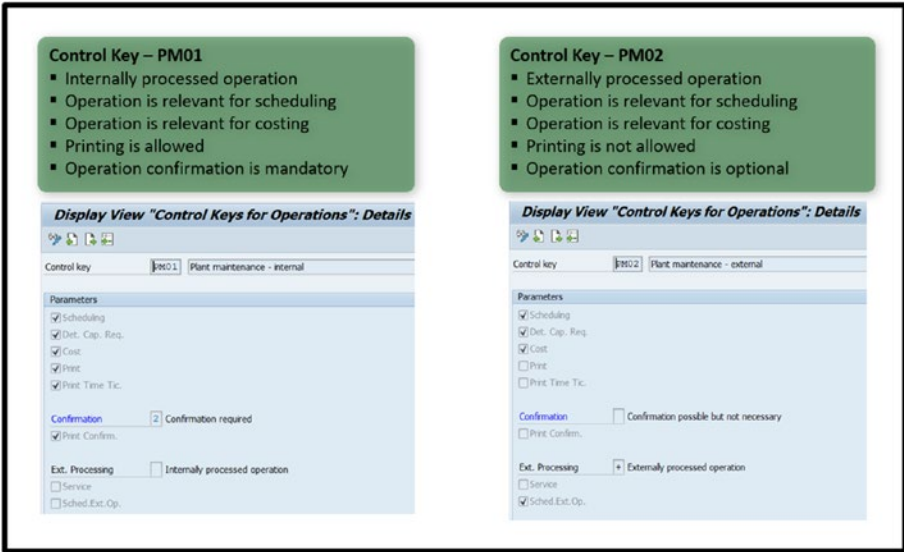 Control Key – PM01
▪ Internally processed operation
▪ Operation is relevant for scheduling
▪ Operation is relevant for costing
▪ Printing is allowed
▪ Operation confirmation is mandatory
Display View "Control Keys for Operations": Details
Control key PM01 Plant maintenance - internal
Parameters
Scheduling
Det. Cap. Req.
Cost
Print
Print Time Tic.
Confirmation 2 Confirmation required
Print Confirm.
Ext. Processing Internally processed operation
Service
Sched.Ext.Op.
Control Key – PM02
▪ Externally processed operation
▪ Operation is relevant for scheduling
▪ Operation is relevant for costing
▪ Printing is not allowed
▪ Operation confirmation is optional
Display View "Control Keys for Operations": Details
Control key PM02 Plant maintenance - external
Parameters
Scheduling
Det. Cap. Req.
Cost
Print
Print Time Tic.
Confirmation Confirmation possible but not necessary
Print Confirm.
Ext. Processing + Externally processed operation
Service
Sched.Ext.Op.